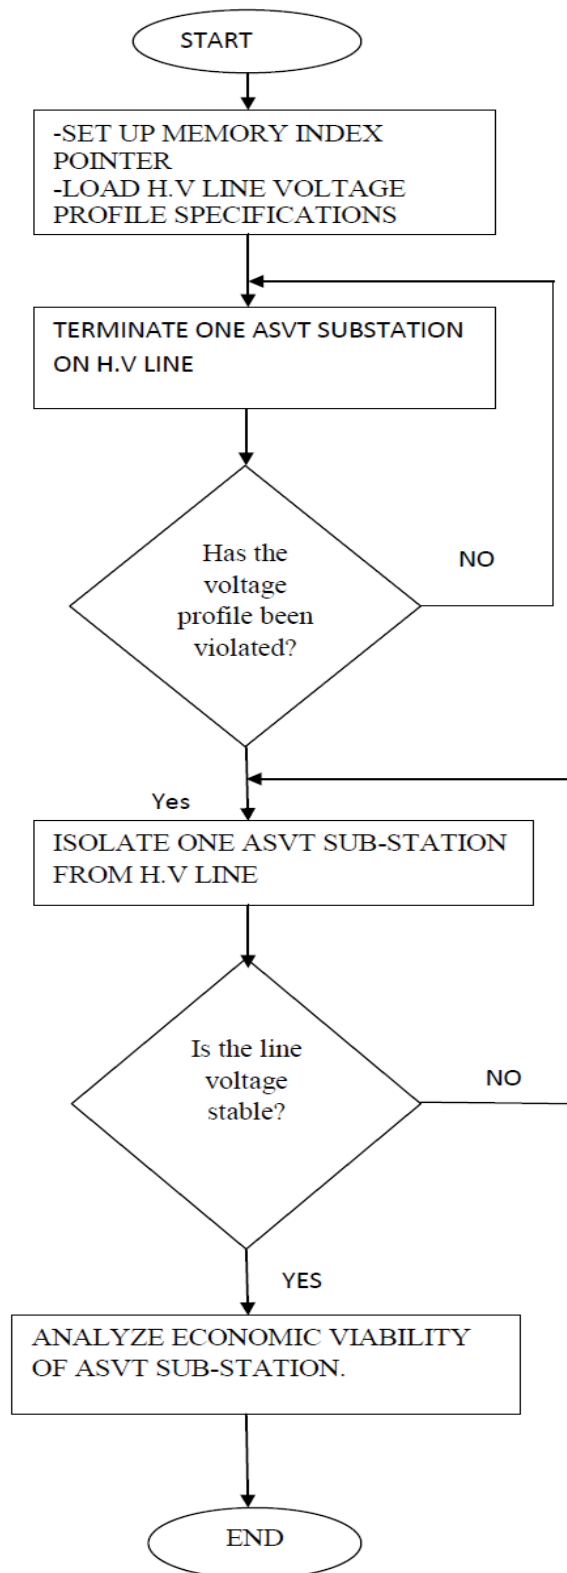 START
-SET UP MEMORY INDEX
POINTER
-LOAD H.V LINE VOLTAGE
PROFILE SPECIFICATIONS
TERMINATE ONE ASVT SUBSTATION
ON H.V LINE
Has the
voltage
profile been
violated?
NO
Yes
ISOLATE ONE ASVT SUB-STATION
FROM H.V LINE
Is the line
voltage
stable?
NO
YES
ANALYZE ECONOMIC VIABILITY
OF ASVT SUB-STATION.
END